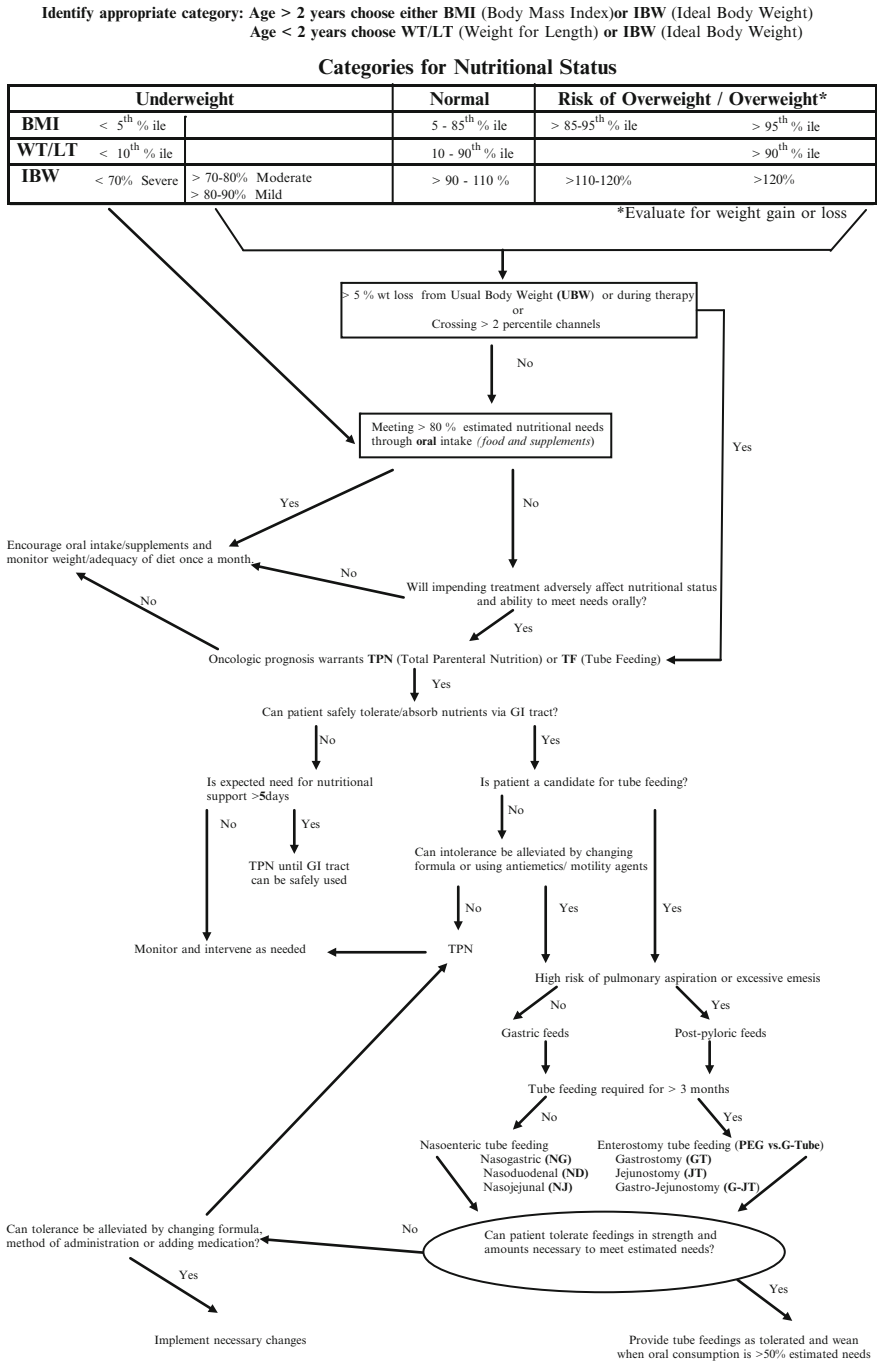 Identify appropriate category: Age > 2 years choose either BMI (Body Mass Index)or IBW (Ideal Body Weight)
Age < 2 years choose WT/LT (Weight for Length) or IBW (Ideal Body Weight)
Categories for Nutritional Status
Underweight Normal Risk of Overweight / Overweight*
BMI < 5th % ile 5 - 85th % ile > 85-95th % ile > 95th % ile
WT/LT < 10th % ile 10 - 90th % ile > 90th % ile
IBW < 70% Severe > 70-80% Moderate > 90 - 110 % >110-120% >120%
> 80-90% Mild
*Evaluate for weight gain or loss
> 5 % wt loss from Usual Body Weight (UBW) or during therapy
or
Crossing > 2 percentile channels
No
Yes
Meeting > 80 % estimated nutritional needs
through oral intake (food and supplements)
Yes
No
Encourage oral intake/supplements and
monitor weight/adequacy of diet once a month.
No
Will impending treatment adversely affect nutritional status
and ability to meet needs orally?
No
Yes
Oncologic prognosis warrants TPN (Total Parenteral Nutrition) or TF (Tube Feeding)
Yes
Can patient safely tolerate/absorb nutrients via GI tract?
No
Yes
Is expected need for nutritional
support >5days
Is patient a candidate for tube feeding?
No
Yes
No
TPN until GI tract
can be safely used
Can intolerance be alleviated by changing
formula or using antiemetics/ motility agents
No
Yes
Yes
Monitor and intervene as needed
TPN
High risk of pulmonary aspiration or excessive emesis
No
Yes
Gastric feeds
Post-pyloric feeds
Tube feeding required for > 3 months
No
Yes
Nasoenteric tube feeding
Nasogastric (NG)
Nasoduodenal (ND)
Nasojejunal (NJ)
Enterostomy tube feeding (PEG vs.G-Tube)
Gastrostomy (GT)
Jejunostomy (JT)
Gastro-Jejunostomy (G-JT)
Can patient tolerate feedings in strength and
amounts necessary to meet estimated needs?
No
Can tolerance be alleviated by changing formula,
method of administration or adding medication?
Yes
Yes
Implement necessary changes
Provide tube feedings as tolerated and wean
when oral consumption is >50% estimated needs